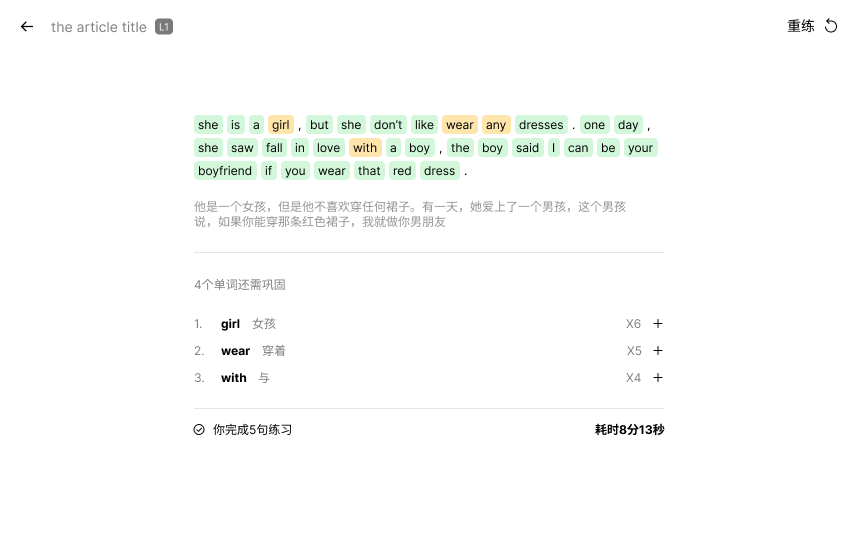 the article title L1 重练
she is a girl , but she don't like wear any dresses . one day ,
she saw fall in love with a boy , the boy said I can be your
boyfriend if you wear that red dress .
他是一个女孩，但是他不喜欢穿任何裙子。有一天，她爱上了一个男孩，这个男孩
说，如果你能穿那条红色裙子，我就做你男朋友
4个单词还需巩固
1. girl 女孩 X6 +
2. wear 穿着 X5 +
3. with 与 X4 +
你完成5句练习 耗时8分13秒